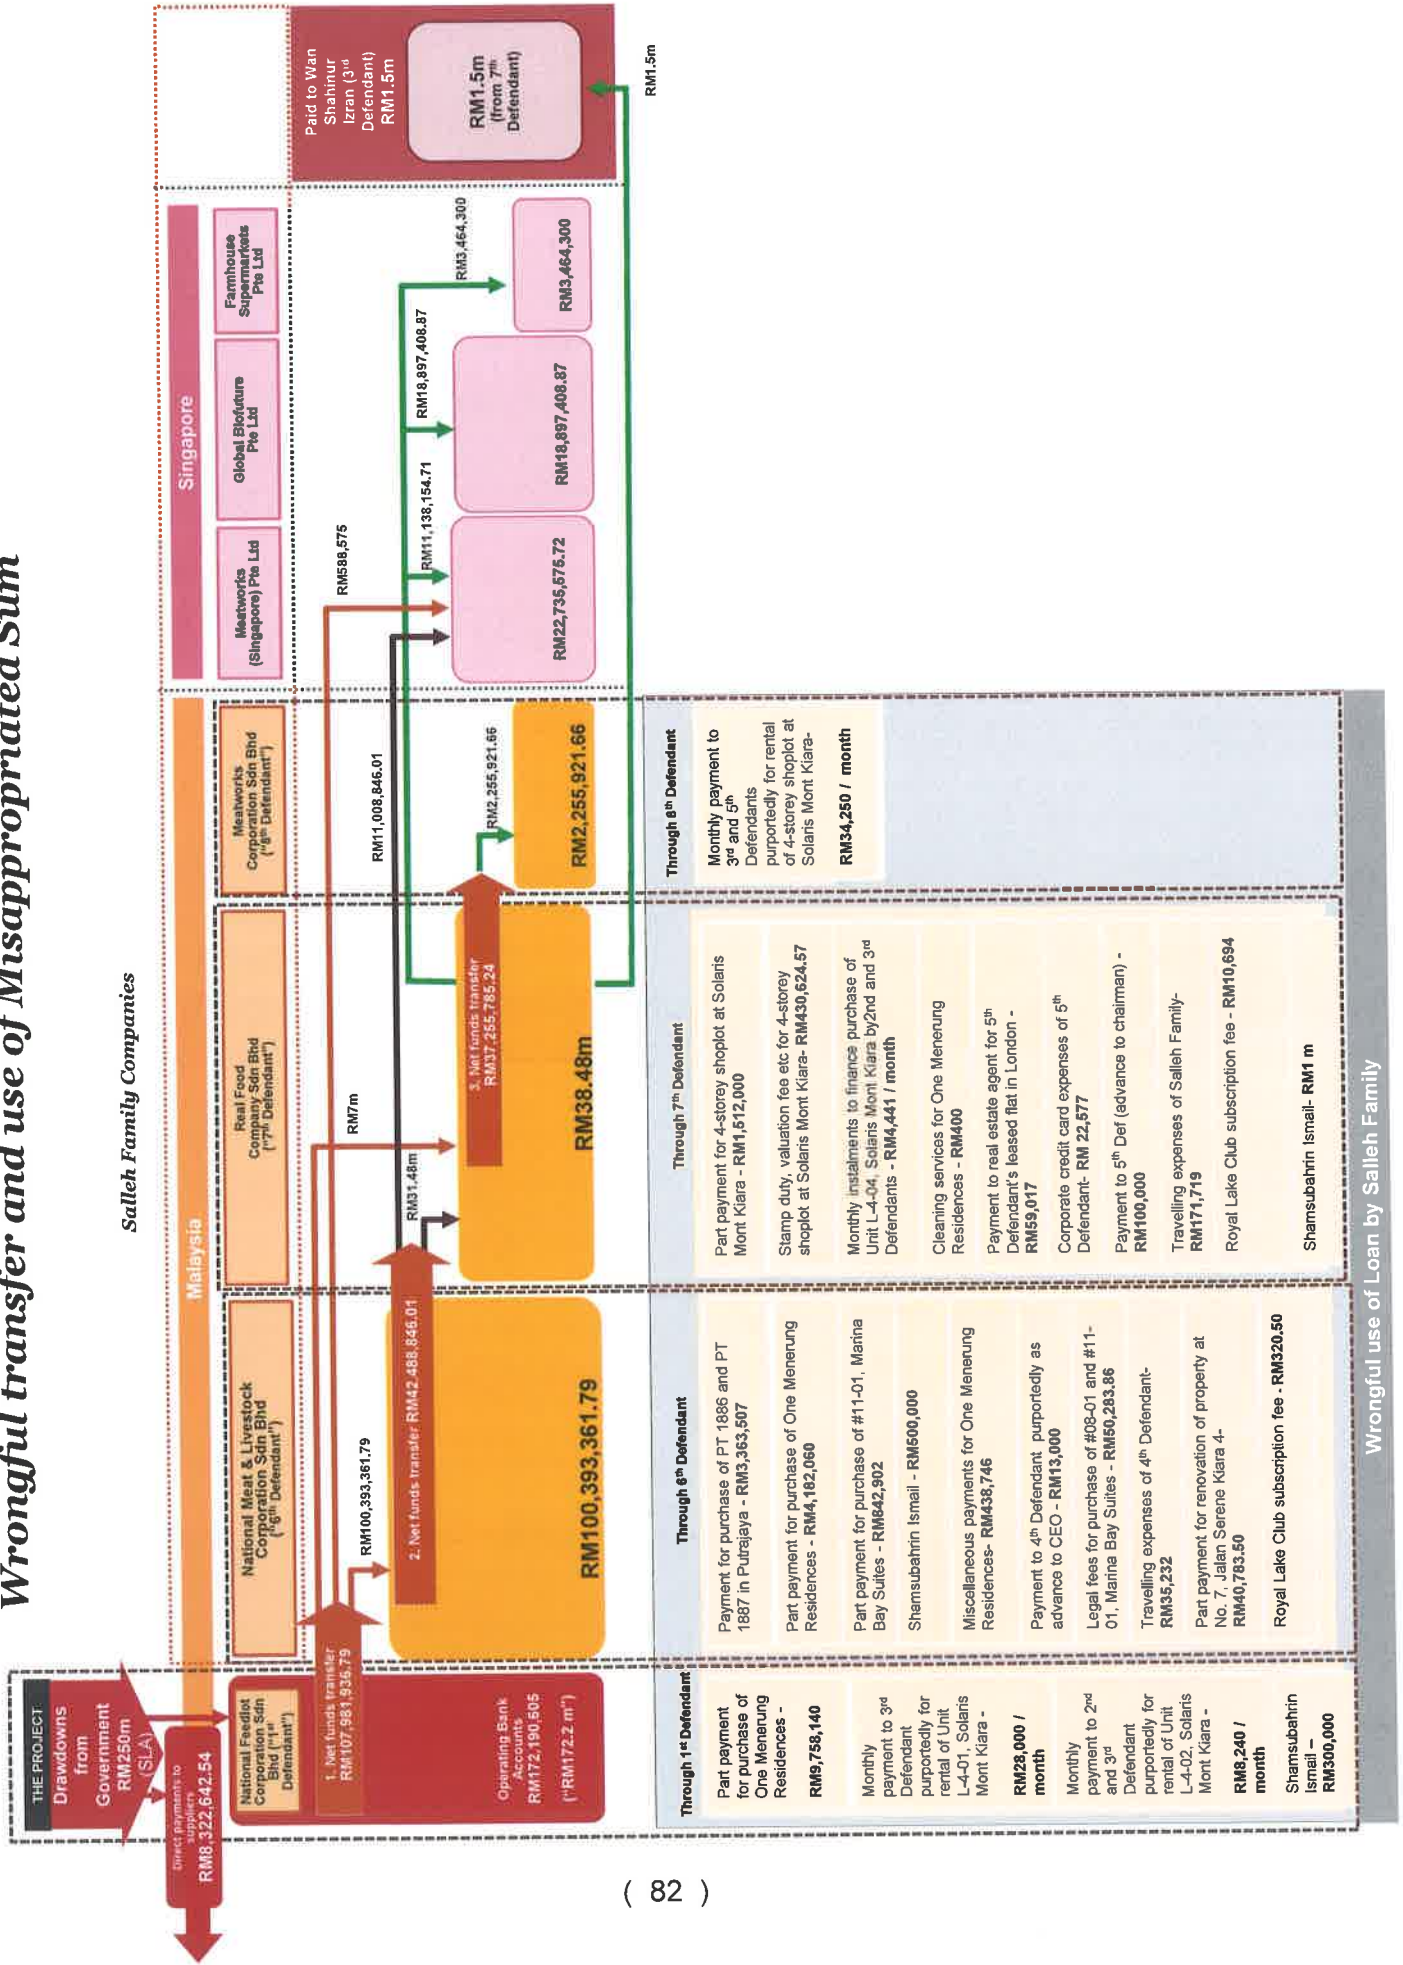 Wrongful transfer and use of Misappropriated Sum
Salleh Family Companies
THE PROJECT
Drawdowns
from
Government
RM250m
(SLA)
Direct payments to
suppliers
RM8,322,642.54
Malaysia
Singapore
National Feedlot
Corporation Sdn
Bhd ("1st
Defendant")
National Meat & Livestock
Corporation Sdn Bhd
("6th Defendant")
Real Food
Company Sdn Bhd
("7th Defendant")
Meatworks
Corporation Sdn Bhd
("8th Defendant")
Meatworks
(Singapore) Pte Ltd
Global Biofuture
Pte Ltd
Farmhouse
Supermarkets
Pte Ltd
Paid to Wan
Shahinur
Izran (3rd
Defendant)
RM1.5m
RM1.5m
(from 7th
Defendant)
RM1.5m
1. Net funds transfer
RM107,981,936.79
Operating Bank
Accounts
RM172,190,605
("RM172.2 m")
RM100,393,361.79
2. Net funds transfer RM42,488,846.01
RM100,393,361.79
RM7m
RM31.48m
3. Net funds transfer
RM37,255,785.24
RM38.48m
RM11,008,846.01
RM2,255,921.66
RM2,255,921.66
RM588,575
RM11,138,154.71
RM22,735,575.72
RM18,897,408.87
RM18,897,408.87
RM3,464,300
RM3,464,300
Through 1st Defendant
Part payment
for purchase of
One Menerung
Residences -
RM9,758,140
Monthly
payment to 3rd
Defendant
purportedly for
rental of Unit
L-4-01, Solaris
Mont Kiara -
RM28,000 /
month
Monthly
payment to 2nd
and 3rd
Defendant
purportedly for
rental of Unit
L-4-02, Solaris
Mont Kiara -
RM8,240 /
month
Shamsubahrin
Ismail –
RM300,000
Through 6th Defendant
Payment for purchase of PT 1886 and PT
1887 in Putrajaya - RM3,363,507
Part payment for purchase of One Menerung
Residences - RM4,182,060
Part payment for purchase of #11-01, Marina
Bay Suites - RM842,902
Shamsubahrin Ismail - RM500,000
Miscellaneous payments for One Menerung
Residences- RM438,746
Payment to 4th Defendant purportedly as
advance to CEO - RM13,000
Legal fees for purchase of #08-01 and #11-
01, Marina Bay Suites - RM50,283.86
Travelling expenses of 4th Defendant-
RM35,232
Part payment for renovation of property at
No. 7, Jalan Serene Kiara 4-
RM40,783.50
Royal Lake Club subscription fee - RM320.50
Through 7th Defendant
Part payment for 4-storey shoplot at Solaris
Mont Kiara - RM1,512,000
Stamp duty, valuation fee etc for 4-storey
shoplot at Solaris Mont Kiara- RM430,624.57
Monthly instalments to finance purchase of
Unit L-4-04, Solaris Mont Kiara by2nd and 3rd
Defendants - RM4,441 / month
Cleaning services for One Menerung
Residences - RM400
Payment to real estate agent for 5th
Defendant's leased flat in London -
RM59,017
Corporate credit card expenses of 5th
Defendant- RM 22,577
Payment to 5th Def (advance to chairman) -
RM100,000
Travelling expenses of Salleh Family-
RM171,719
Royal Lake Club subscription fee - RM10,694
Shamsubahrin Ismail- RM1 m
Through 8th Defendant
Monthly payment to
3rd and 5th
Defendants
purportedly for rental
of 4-storey shoplot at
Solaris Mont Kiara-
RM34,250 / month
Wrongful use of Loan by Salleh Family
( 82 )